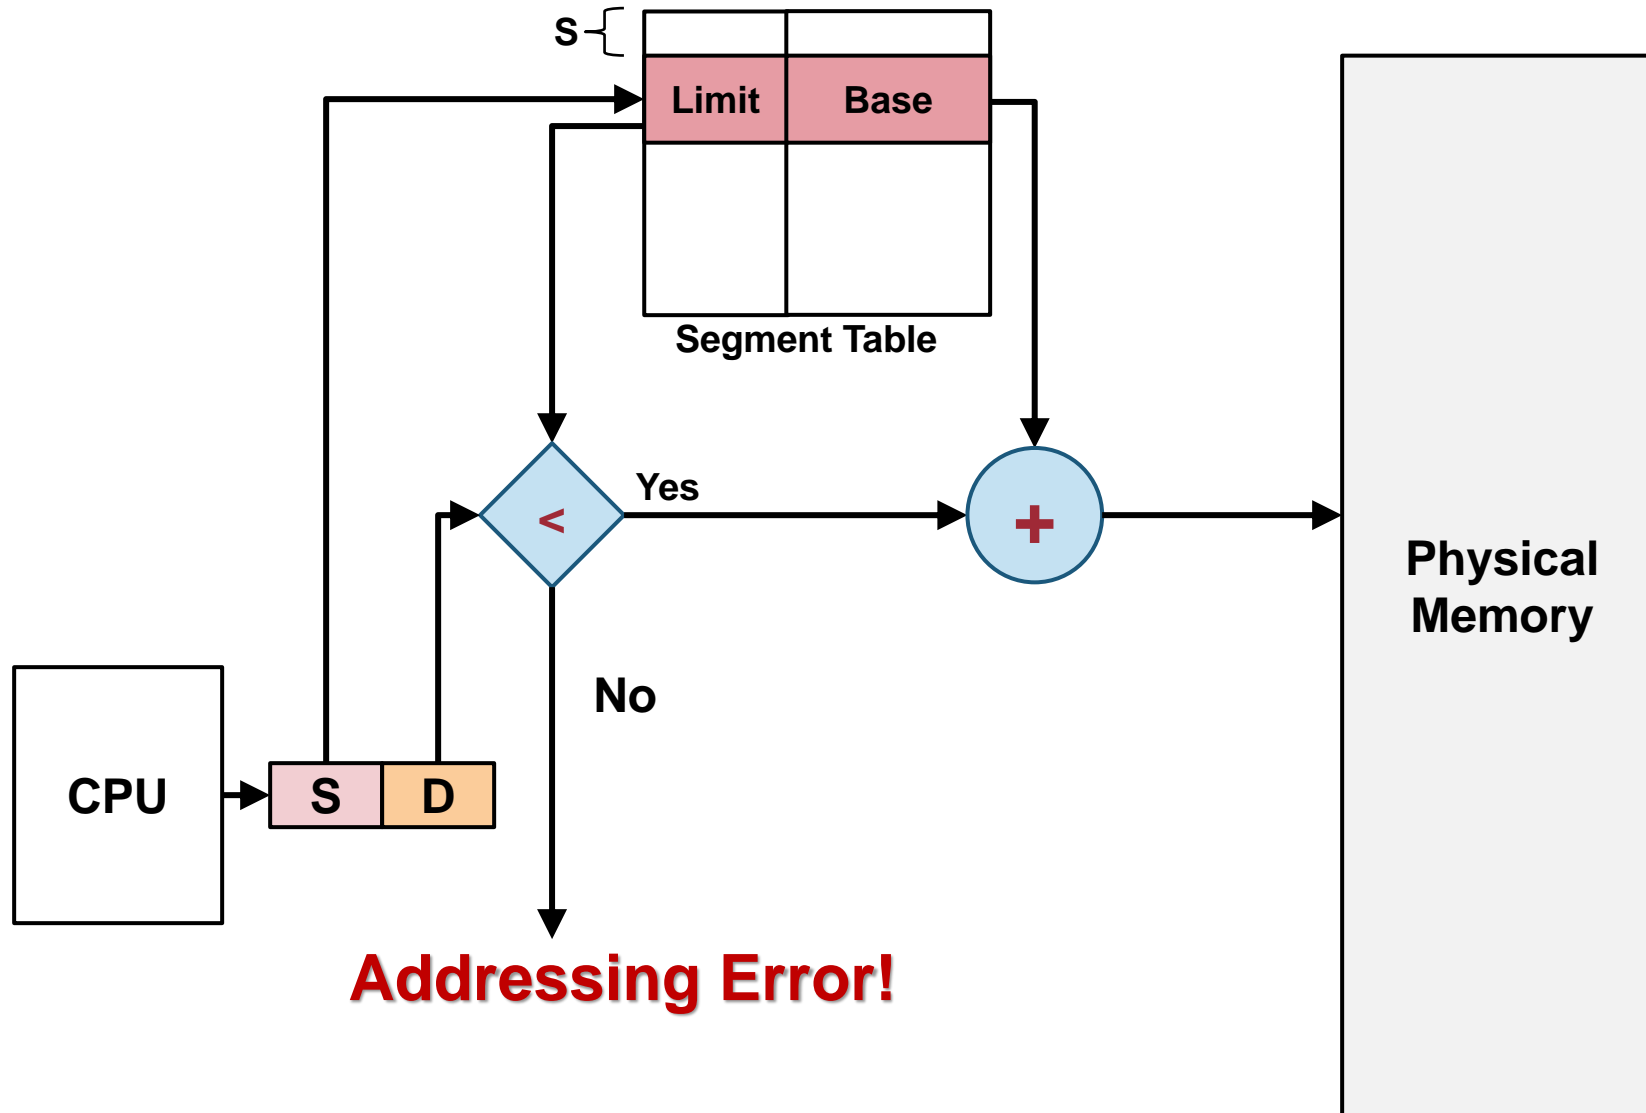 S
Limit
Base
Segment Table
Yes
<
+
Physical
Memory
No
CPU
S
D
Addressing Error!